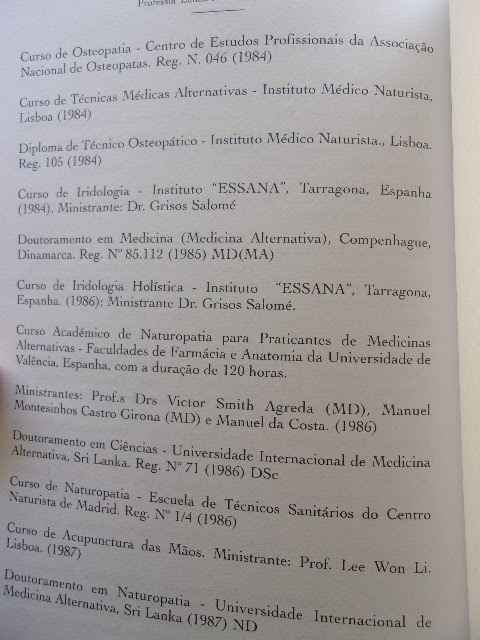 Professor
Curso de Osteopatia - Centro de Estudos Profissionais da Associação
Nacional de Osteopatas. Reg. N. 046 (1984)
Curso de Técnicas Médicas Alternativas - Instituto Médico Naturista,
Lisboa (1984)
Diploma de Técnico Osteopático - Instituto Médico Naturista., Lisboa.
Reg. 105 (1984)
Curso de Iridologia - Instituto "ESSANA", Tarragona, Espanha
(1984). Ministrante: Dr. Grisos Salomé
Doutoramento em Medicina (Medicina Alternativa), Compenhague,
Dinamarca. Reg. Nº 85.112 (1985) MD(MA)
Curso de Iridologia Holística - Instituto "ESSANA", Tarragona,
Espanha. (1986); Ministrante Dr. Grisos Salomé.
Curso Académico de Naturopatia para Praticantes de Medicinas
Alternativas - Faculdades de Farmácia e Anatomia da Universidade de
Valência, Espanha, com a duração de 120 horas.
Ministrantes: Prof.s Drs Victor Smith Agreda (MD), Manuel
Montesinhos Castro Girona (MD) e Manuel da Costa. (1986)
Doutoramento em Ciências - Universidade Internacional de Medicina
Alternativa, Sri Lanka. Reg. Nº 71 (1986) DSc
Curso de Naturopatia - Escuela de Técnicos Sanitários do Centro
Naturista de Madrid. Reg. Nº 1/4 (1986)
Curso de Acupunctura das Mãos. Ministrante: Prof. Lee Won Li.
Lisboa. (1987)
Doutoramento em Naturopatia - Universidade Internacional de
Medicina Alternativa, Sri Lanka (1987) ND